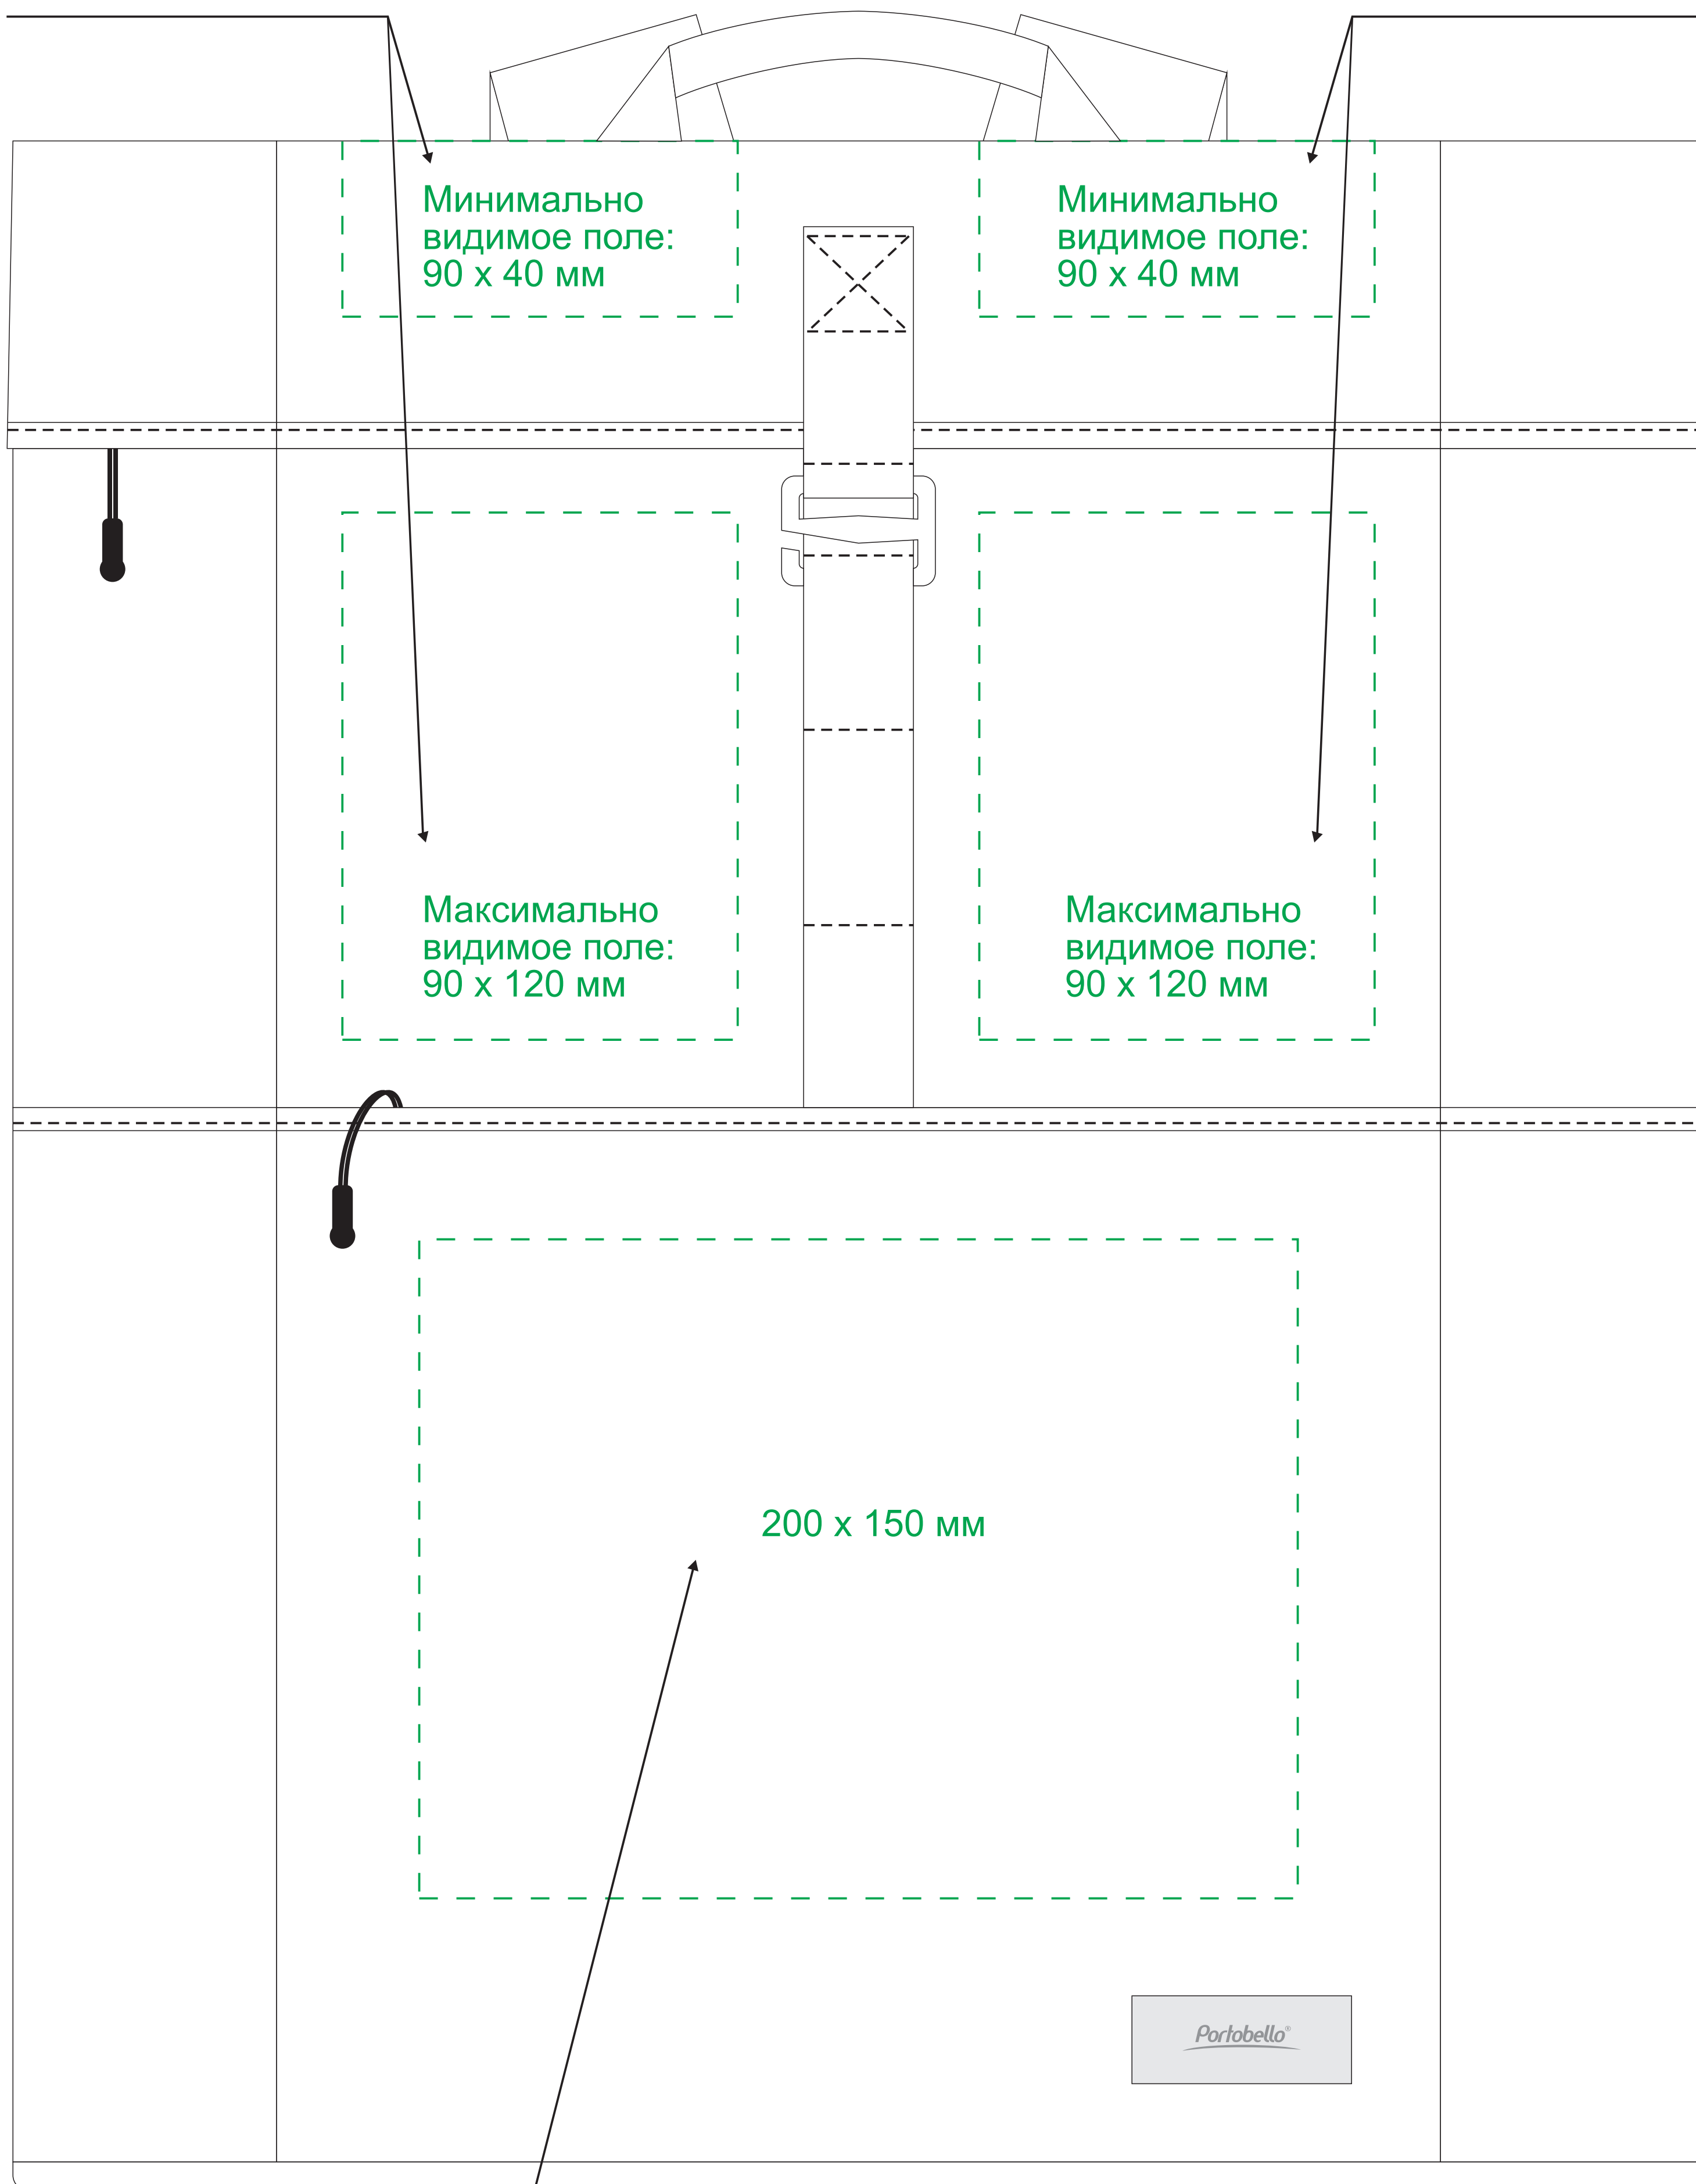 Минимально
видимое поле:
90 х 40 мм
Минимально
видимое поле:
90 х 40 мм
Максимально
видимое поле:
90 х 120 мм
Максимально
видимое поле:
90 х 120 мм
200 х 150 мм
Portobello®